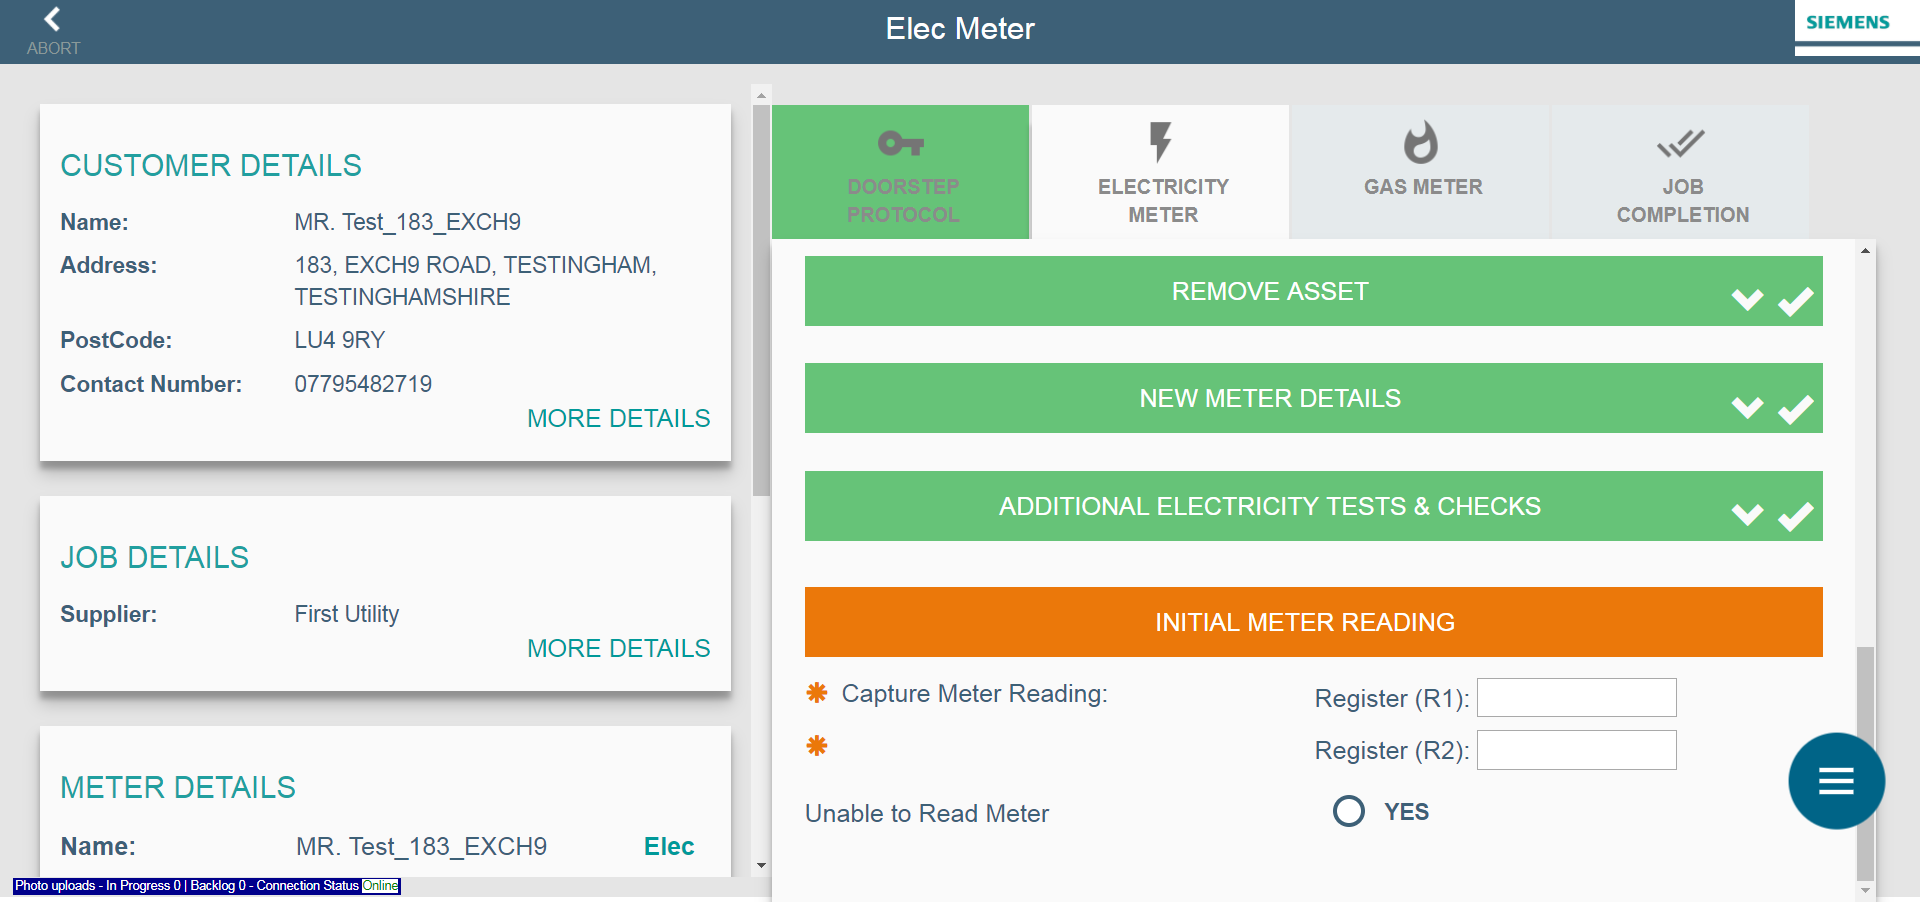 ABORT
Elec Meter
SIEMENS
CUSTOMER DETAILS
Name: MR. Test_183_EXCH9
Address: 183, EXCH9 ROAD, TESTINGHAM,
TESTINGHAMSHIRE
PostCode: LU4 9RY
Contact Number: 07795482719
MORE DETAILS
JOB DETAILS
Supplier: First Utility
MORE DETAILS
METER DETAILS
Name: MR. Test_183_EXCH9 Elec
Photo uploads - In Progress 0 | Backlog 0 - Connection Status Online
DOORSTEP
PROTOCOL
ELECTRICITY
METER
GAS METER
JOB
COMPLETION
REMOVE ASSET
NEW METER DETAILS
ADDITIONAL ELECTRICITY TESTS & CHECKS
INITIAL METER READING
Capture Meter Reading: Register (R1):
Register (R2):
Unable to Read Meter YES